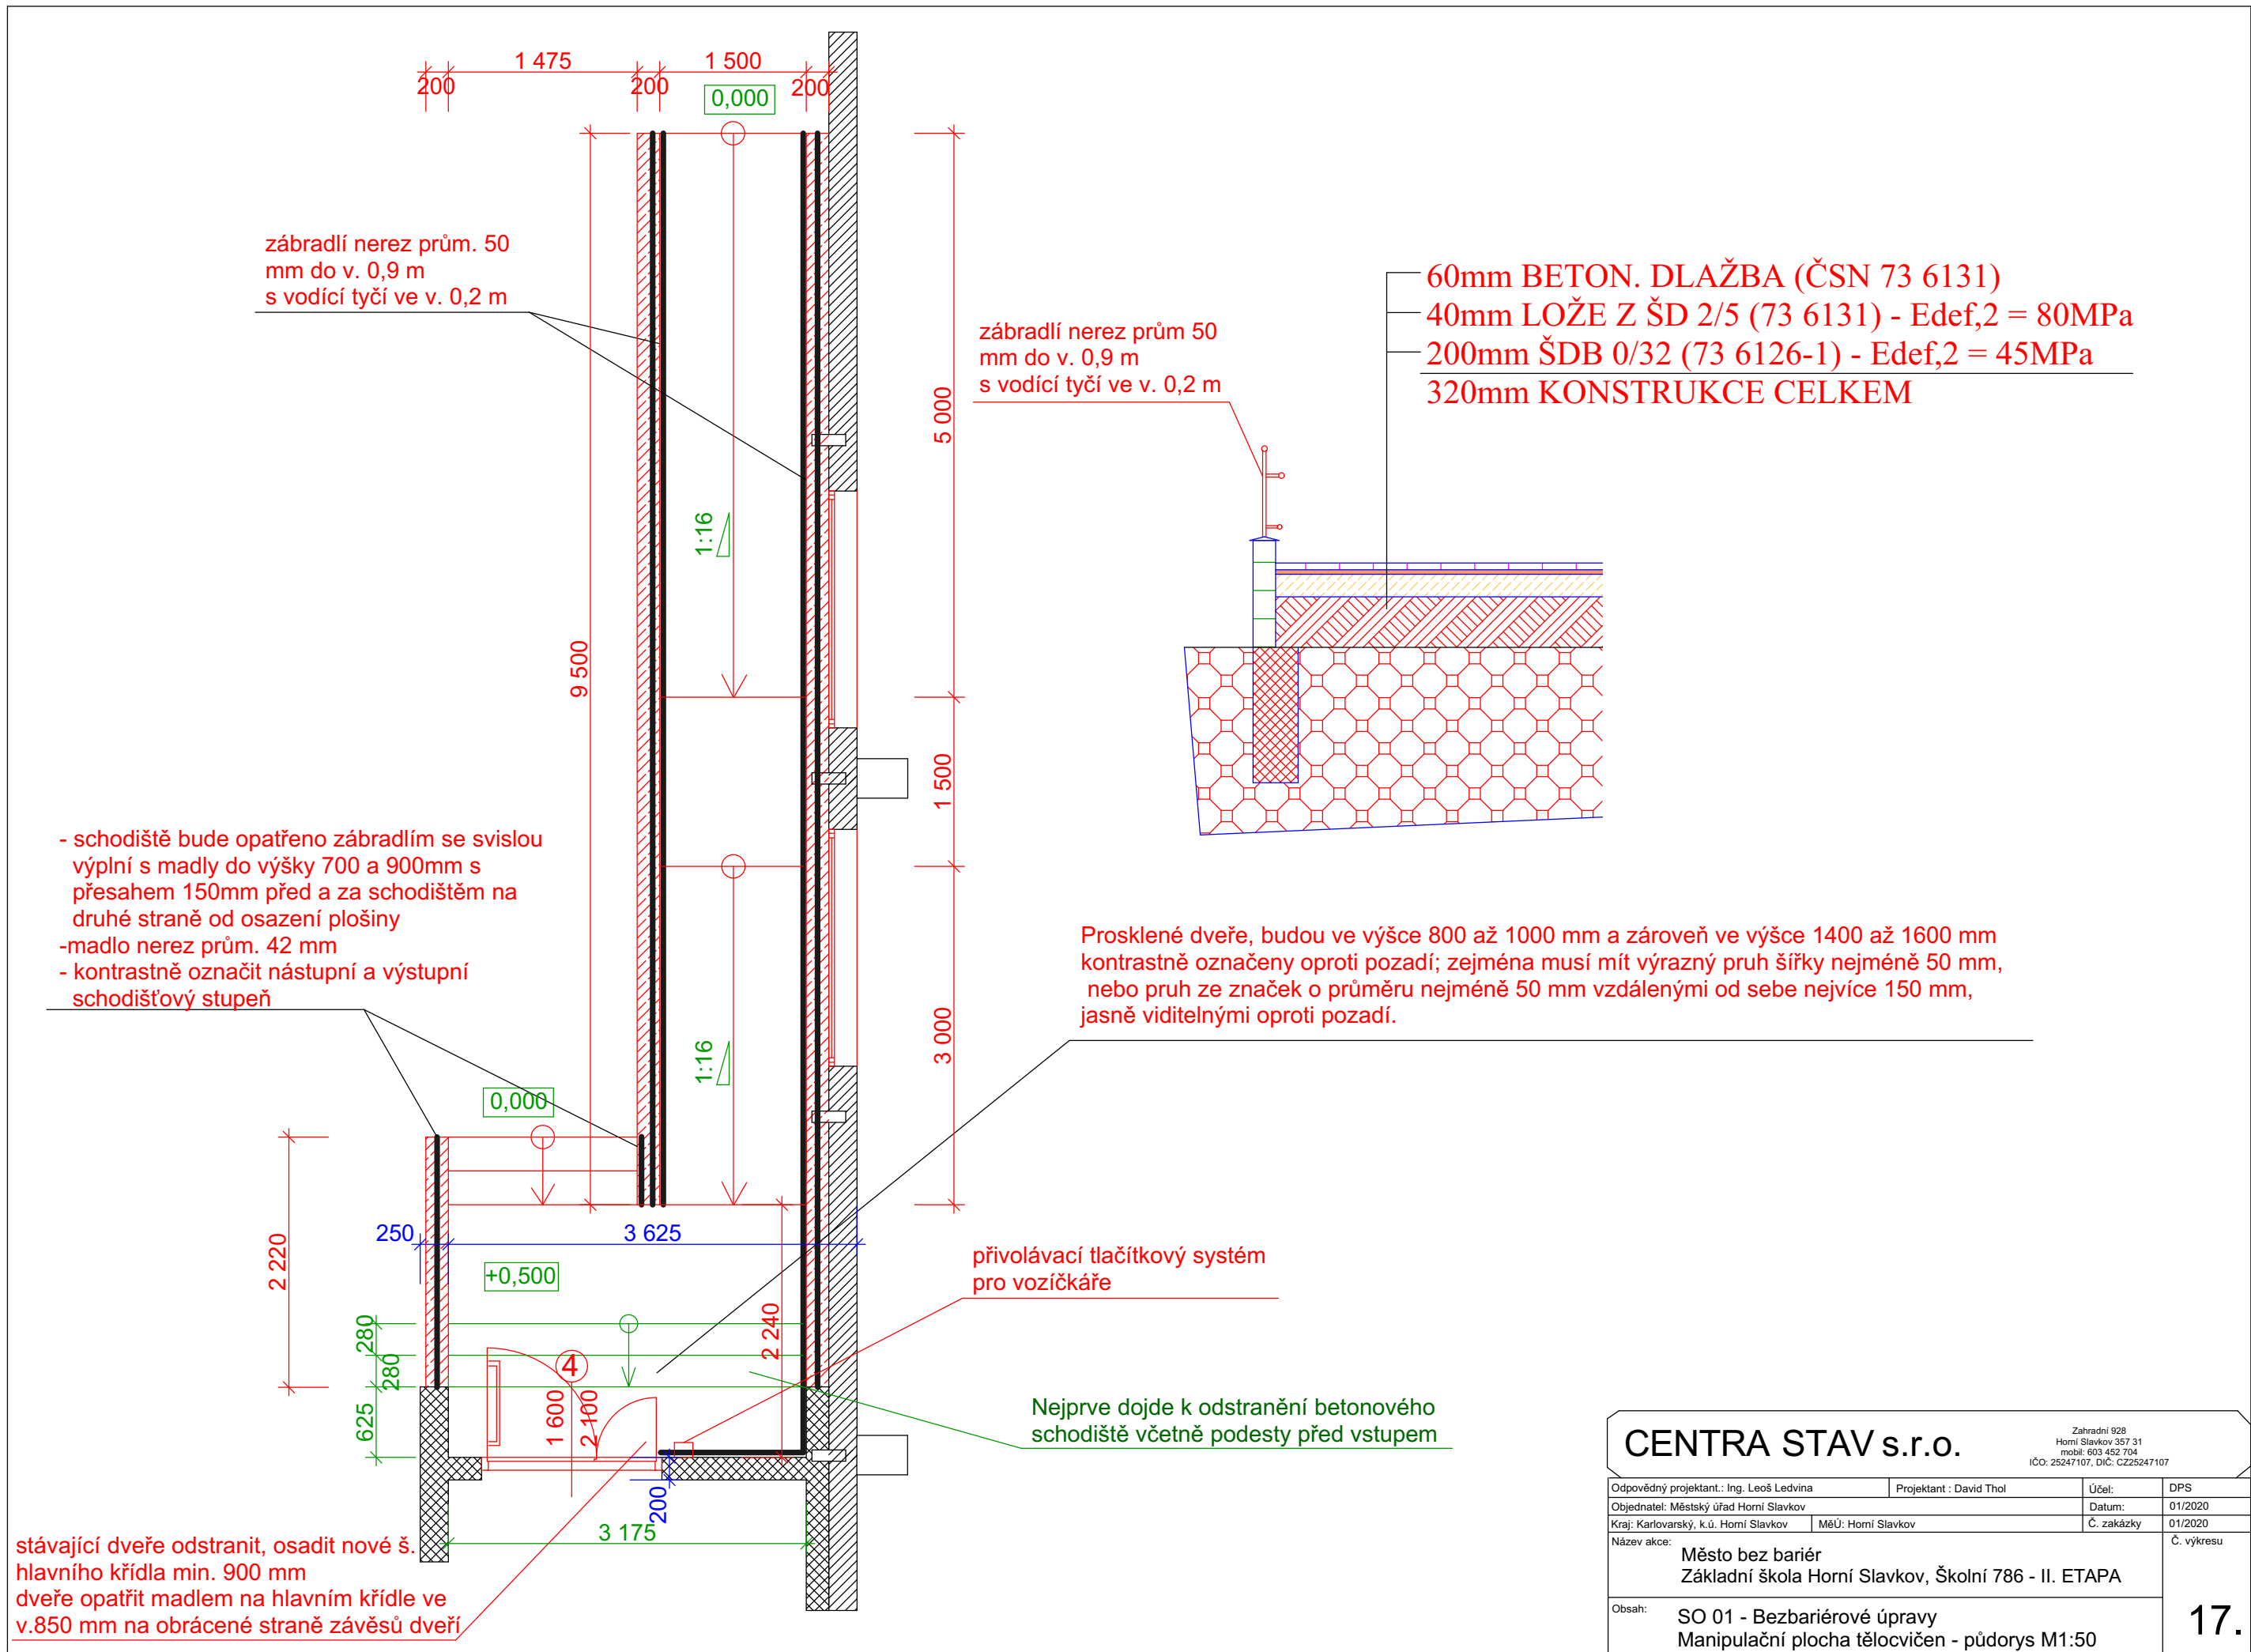 1 475
1 500
200
200
200
0,000
zábradlí nerez prům. 50
mm do v. 0,9 m
s vodící tyčí ve v. 0,2 m
60mm BETON. DLAŽBA (ČSN 73 6131)
40mm LOŽE Z ŠD 2/5 (73 6131) - Edef,2 = 80MPa
200mm ŠDB 0/32 (73 6126-1) - Edef,2 = 45MPa
320mm KONSTRUKCE CELKEM
zábradlí nerez prům 50
mm do v. 0,9 m
s vodící tyčí ve v. 0,2 m
5 000
1:16
9 500
1 500
- schodiště bude opatřeno zábradlím se svislou
výplní s madly do výšky 700 a 900mm s
přesahem 150mm před a za schodištěm na
druhé straně od osazení plošiny
-madlo nerez prům. 42 mm
- kontrastně označit nástupní a výstupní
schodišťový stupeň
Prosklené dveře, budou ve výšce 800 až 1000 mm a zároveň ve výšce 1400 až 1600 mm
kontrastně označeny oproti pozadí; zejména musí mít výrazný pruh šířky nejméně 50 mm,
nebo pruh ze značek o průměru nejméně 50 mm vzdálenými od sebe nejvíce 150 mm,
jasně viditelnými oproti pozadí.
3 000
1:16
0,000
250
3 625
2 220
+0,500
přivolávací tlačítkový systém
pro vozíčkáře
280
280
625
2 240
4
1 600
2 100
Nejprve dojde k odstranění betonového
schodiště včetně podesty před vstupem
200
3 175
stávající dveře odstranit, osadit nové š.
hlavního křídla min. 900 mm
dveře opatřit madlem na hlavním křídle ve
v.850 mm na obrácené straně závěsů dveří
CENTRA STAV s.r.o.
Zahradní 928
Horní Slavkov 357 31
mobil: 603 452 704
IČO: 25247107, DIČ: CZ25247107
Odpovědný projektant.: Ing. Leoš Ledvina
Projektant : David Thol
Účel:
DPS
Objednatel: Městský úřad Horní Slavkov
Datum:
01/2020
Kraj: Karlovarský, k.ú. Horní Slavkov
MěÚ: Horní Slavkov
Č. zakázky
01/2020
Název akce:
Město bez bariér
Základní škola Horní Slavkov, Školní 786 - II. ETAPA
Č. výkresu
Obsah:
SO 01 - Bezbariérové úpravy
Manipulační plocha tělocvičen - půdorys M1:50
17.